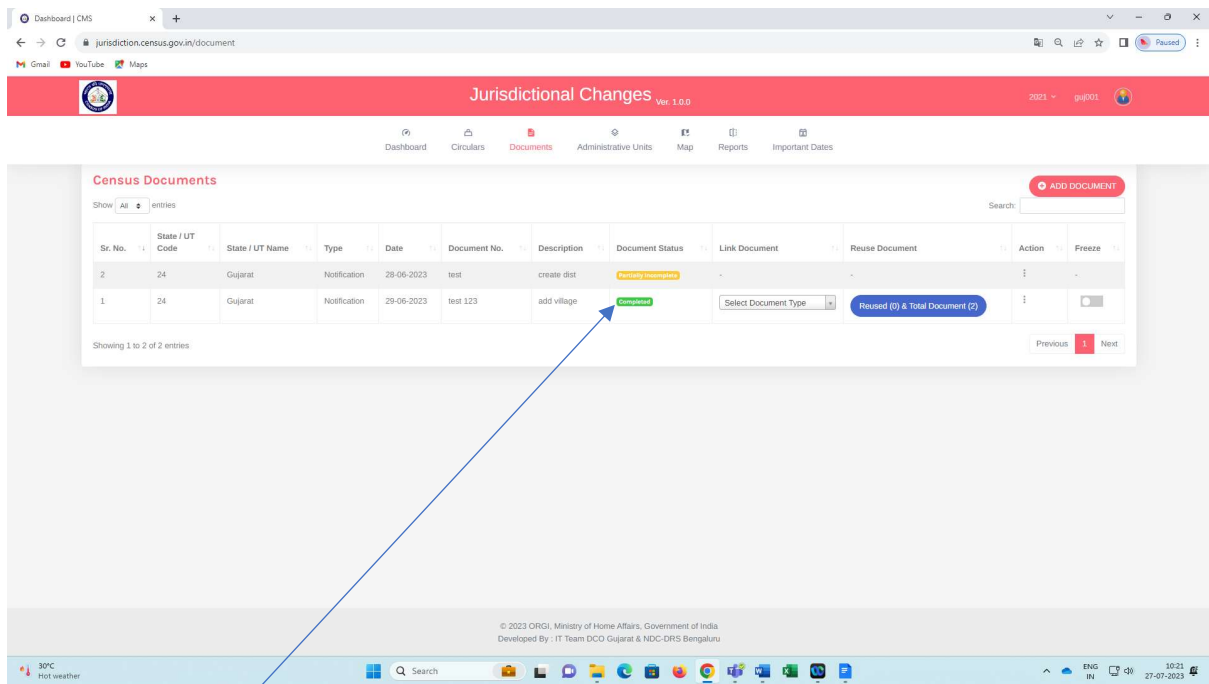 Dashboard | CMS
jurisdiction.census.gov.in/document
Paused
Gmail YouTube Maps
Jurisdictional Changes Ver. 1.0.0
2021 guj001
Dashboard Circulars Documents Administrative Units Map Reports Important Dates
Census Documents
ADD DOCUMENT
Show All entries
Search:
Sr. No. State / UT Code State / UT Name Type Date Document No. Description Document Status Link Document Reuse Document Action Freeze
2 24 Gujarat Notification 28-06-2023 test create dist Partially Incomplete - - -
1 24 Gujarat Notification 29-06-2023 test 123 add village Completed Select Document Type Reused (0) & Total Document (2)
Showing 1 to 2 of 2 entries
Previous 1 Next
© 2023 ORGI, Ministry of Home Affairs, Government of India
Developed By : IT Team DCO Gujarat & NDC-DRS Bengaluru
30°C
Hot weather
Search
ENG
IN
10:21
27-07-2023